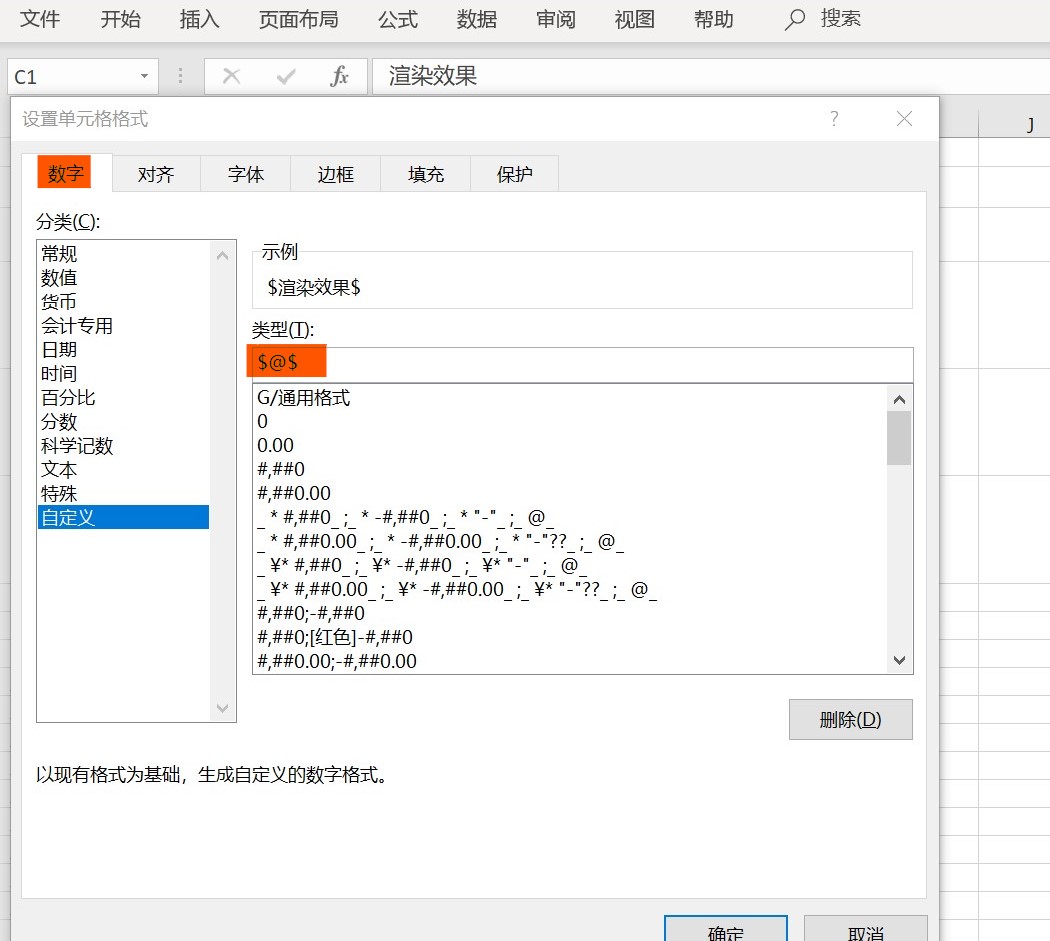 文件 开始 插入 页面布局 公式 数据 审阅 视图 帮助 搜索
C1 fx 渲染效果
设置单元格格式 ?
J
数字 对齐 字体 边框 填充 保护
分类(C):
常规
数值
货币
会计专用
日期
时间
百分比
分数
科学记数
文本
特殊
自定义
示例
$渲染效果$
类型(T):
$@$
G/通用格式
0
0.00
#,##0
#,##0.00
_ * #,##0_ ;_ * -#,##0_ ;_ * "-"_ ;_ @_
_ * #,##0.00_ ;_ * -#,##0.00_ ;_ * "-"??_ ;_ @_
_ ¥* #,##0_ ;_ ¥* -#,##0_ ;_ ¥* "-"_ ;_ @_
_ ¥* #,##0.00_ ;_ ¥* -#,##0.00_ ;_ ¥* "-"??_ ;_ @_
#,##0;-#,##0
#,##0;[红色]-#,##0
#,##0.00;-#,##0.00
删除(D)
以现有格式为基础，生成自定义的数字格式。
确定 取消